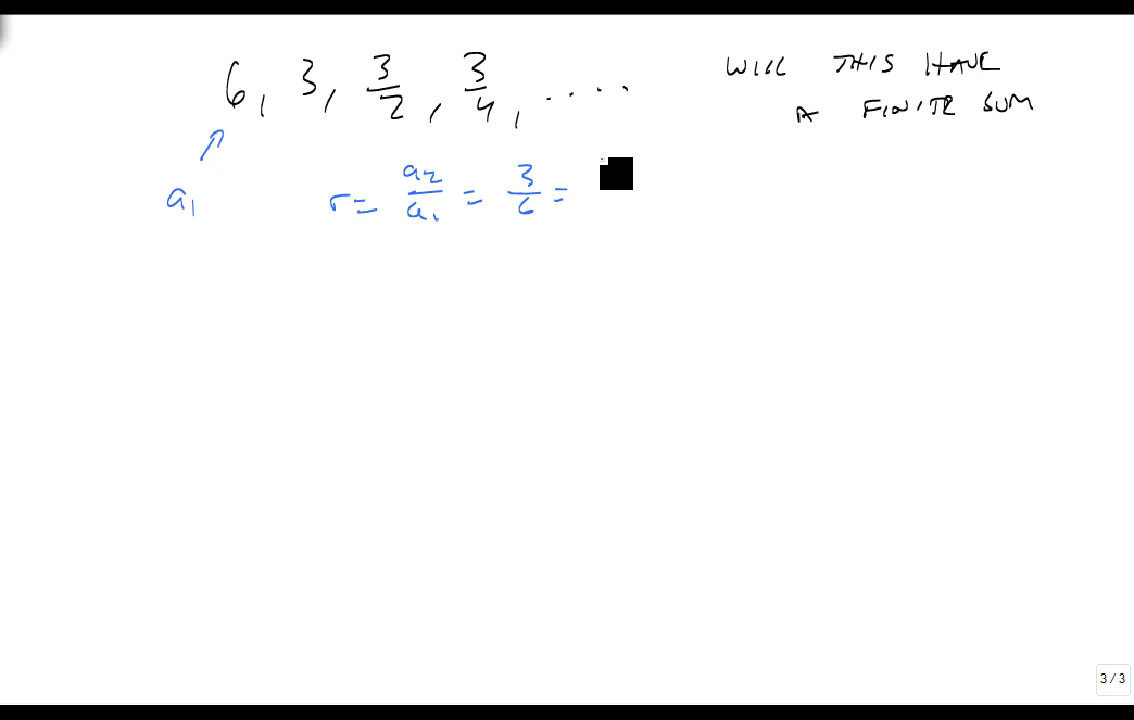 6, 3, 3/2, 3/4, .....
WILL THIS HAVE
A FINITE SUM
a₁
r = a₂/a₁ = 3/6 =
3/3